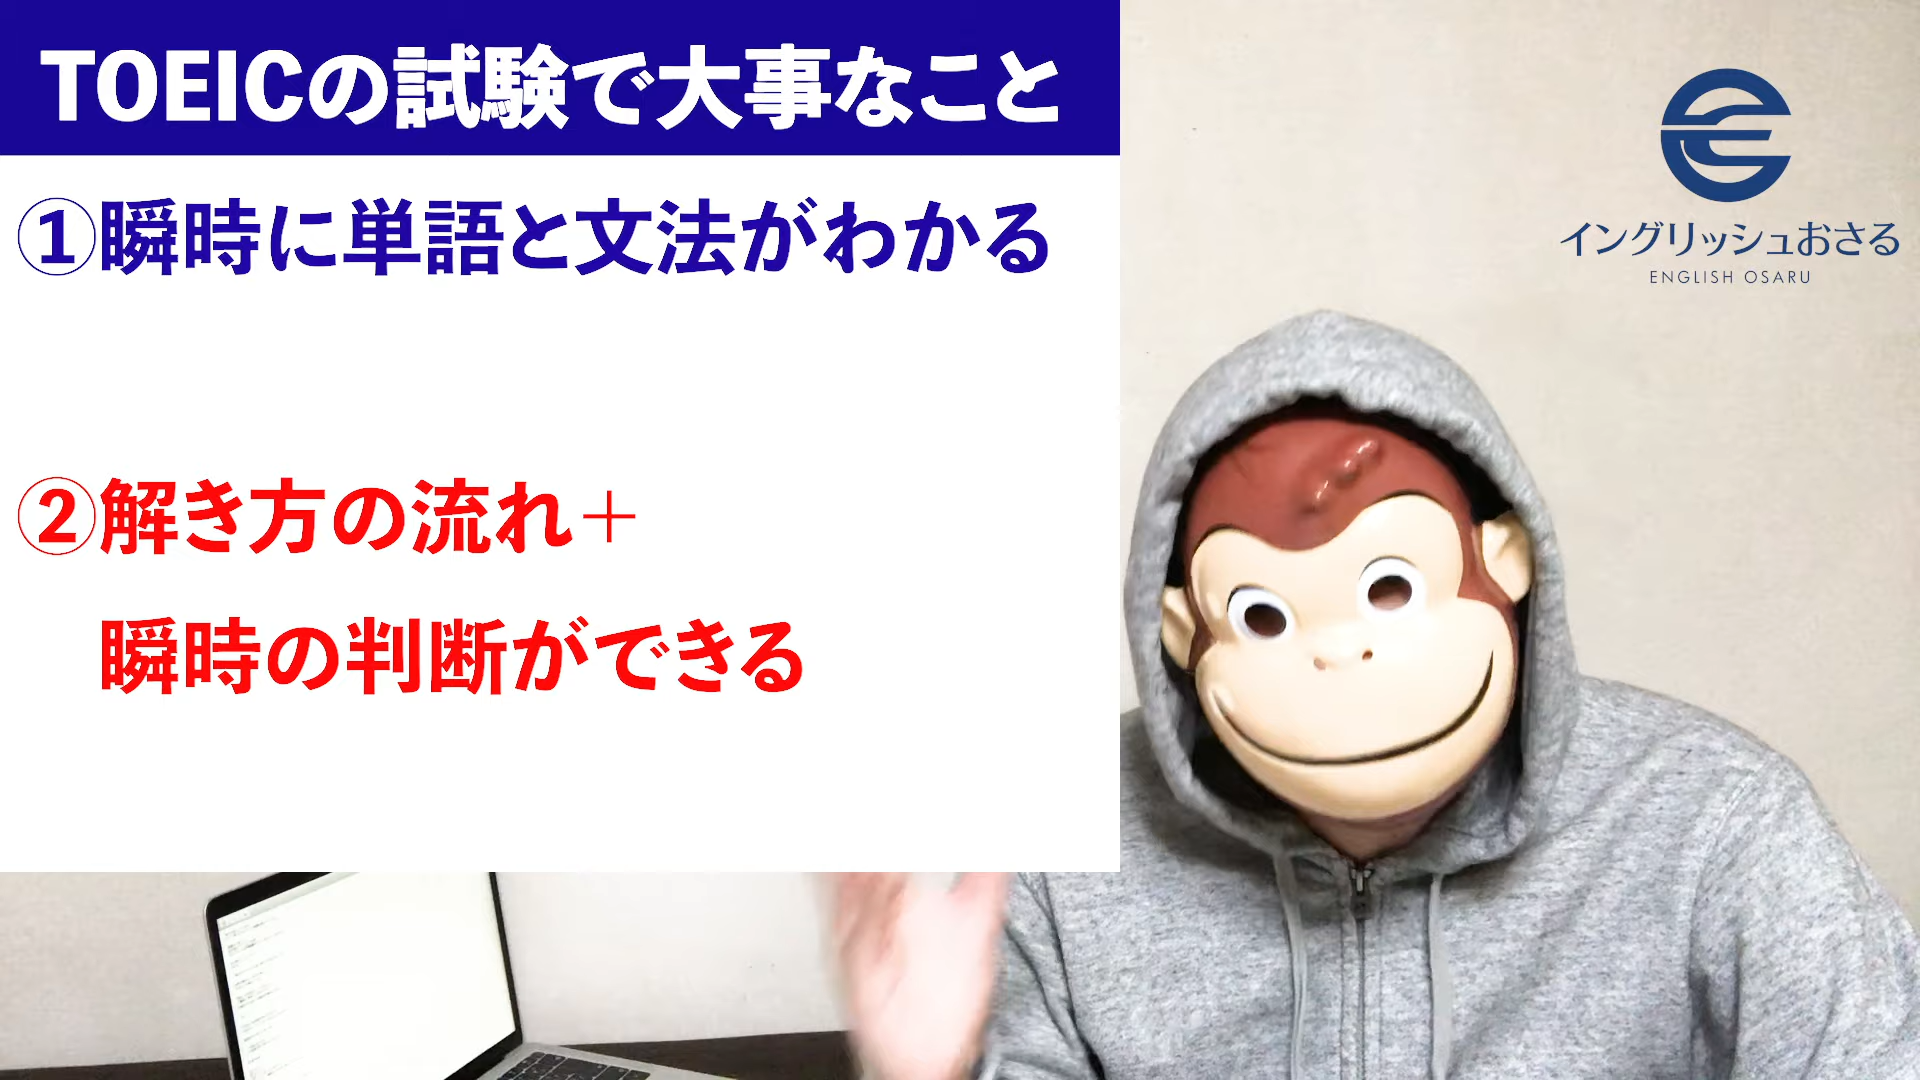 TOEICの試験で大事なこと
①瞬時に単語と文法がわかる
②解き方の流れ＋
瞬時の判断ができる
イングリッシュおさる
ENGLISH OSARU